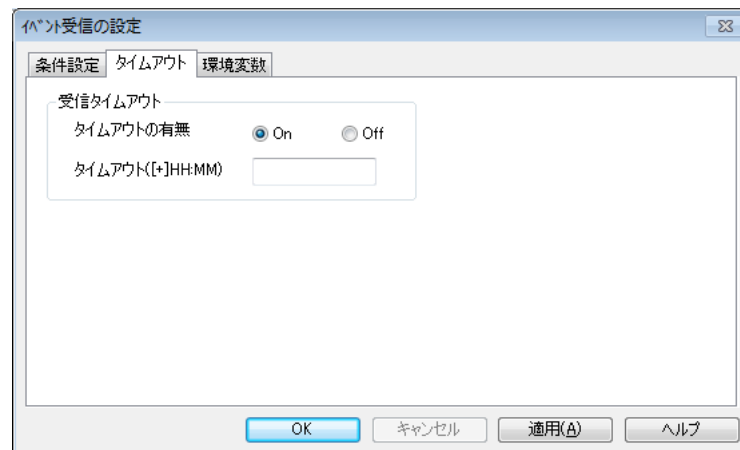 ｲﾍﾞﾝﾄ受信の設定
条件設定 タイムアウト 環境変数
受信タイムアウト
タイムアウトの有無 On Off
タイムアウト([+]HH:MM)
OK キャンセル 適用(A) ヘルプ